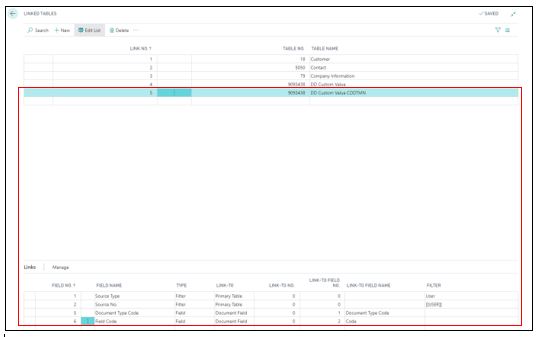 LINKED TABLES
SAVED
Search + New Edit List Delete ...
LINK NO. ↑ TABLE NO. TABLE NAME
1 18 Customer
2 5050 Contact
3 79 Company Information
4 9093438 DD Custom Value
5 9093438 DD Custom Value CDOTMN
Links Manage
FIELD NO. ↑ FIELD NAME TYPE LINK-TO LINK-TO NO. LINK-TO FIELD NO. LINK-TO FIELD NAME FILTER
1 Source Type Filter Primary Table 0 0 User
2 Source No. Filter Primary Table 0 0 [[USER]]
5 Document Type Code Field Document Field 0 1 Document Type Code
6 Field Code Field Document Field 0 2 Code